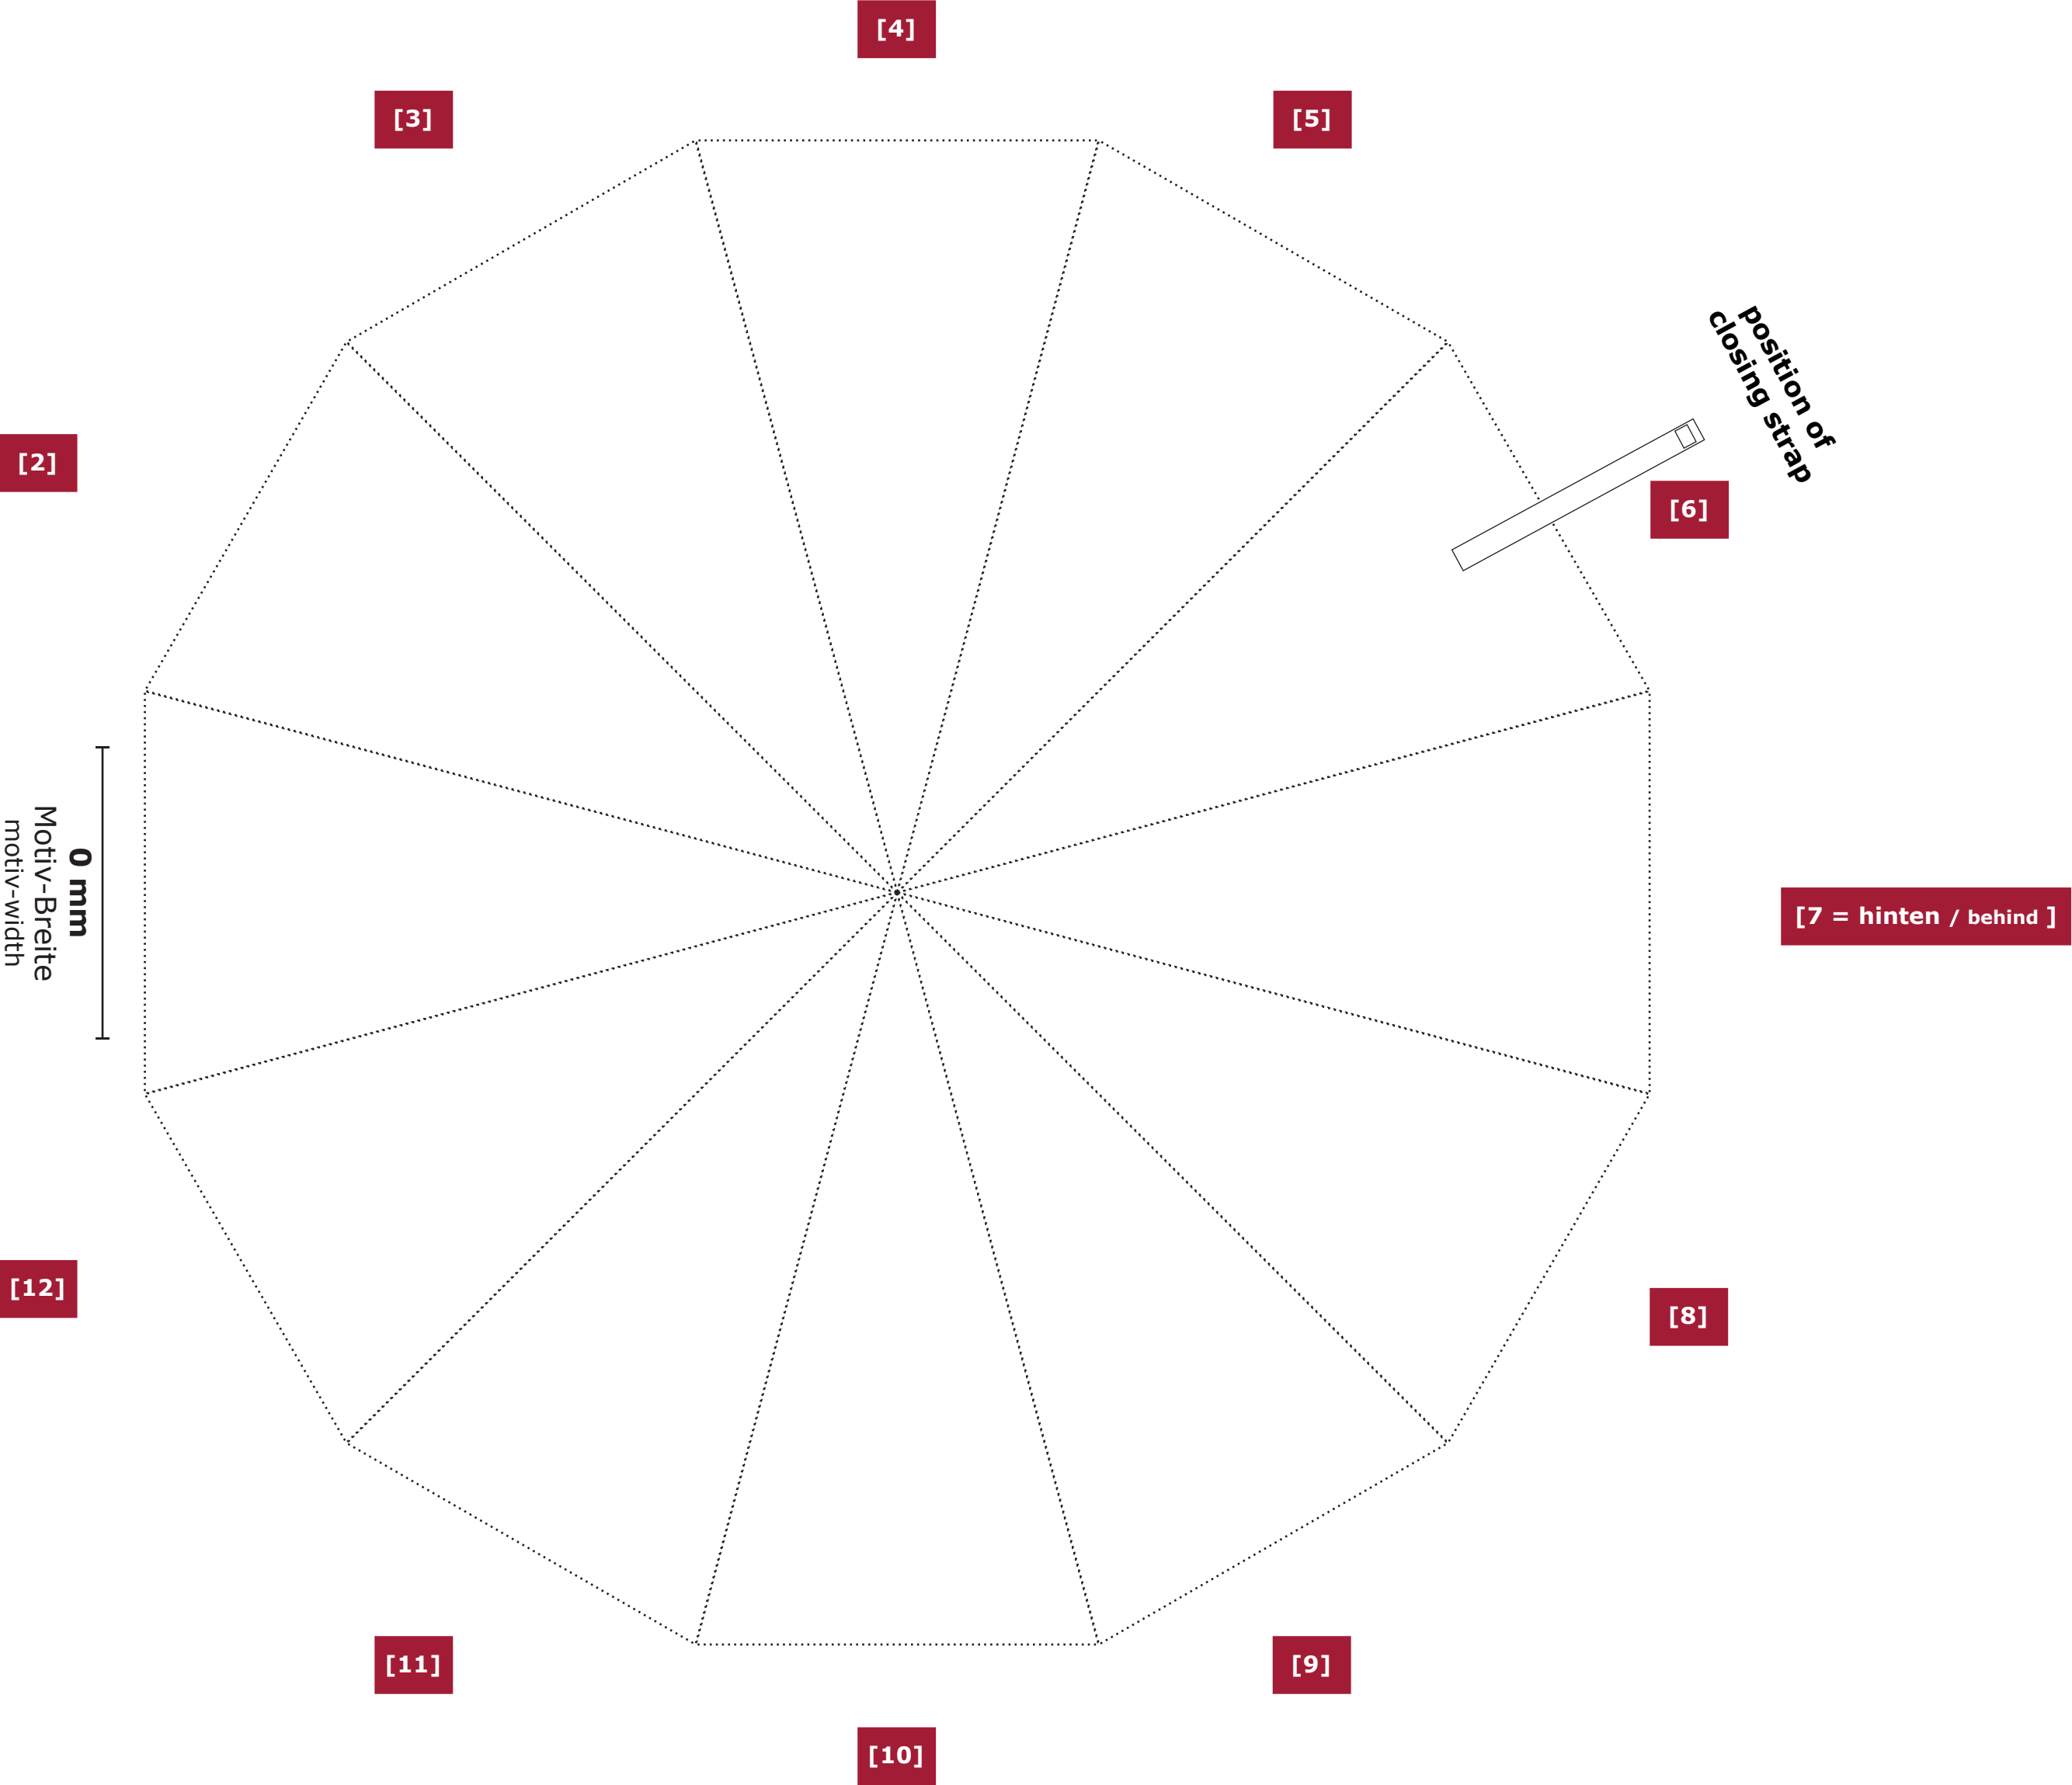 [4]
[3]
[5]
position of
closing strap
[2]
[6]
0 mm
Motiv-Breite
motiv-width
[7 = hinten / behind ]
[12]
[8]
[11]
[9]
[10]